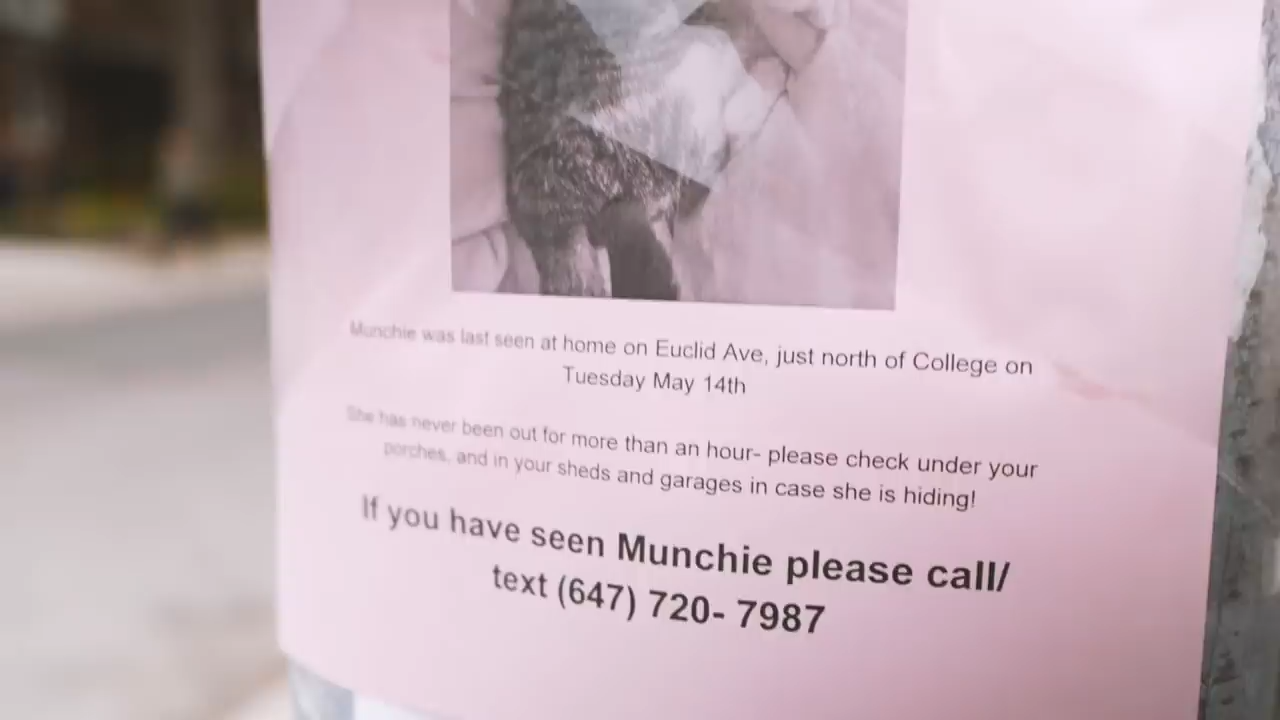 Munchie was last seen at home on Euclid Ave, just north of College on
Tuesday May 14th
She has never been out for more than an hour- please check under your
porches, and in your sheds and garages in case she is hiding!
If you have seen Munchie please call/
text (647) 720- 7987